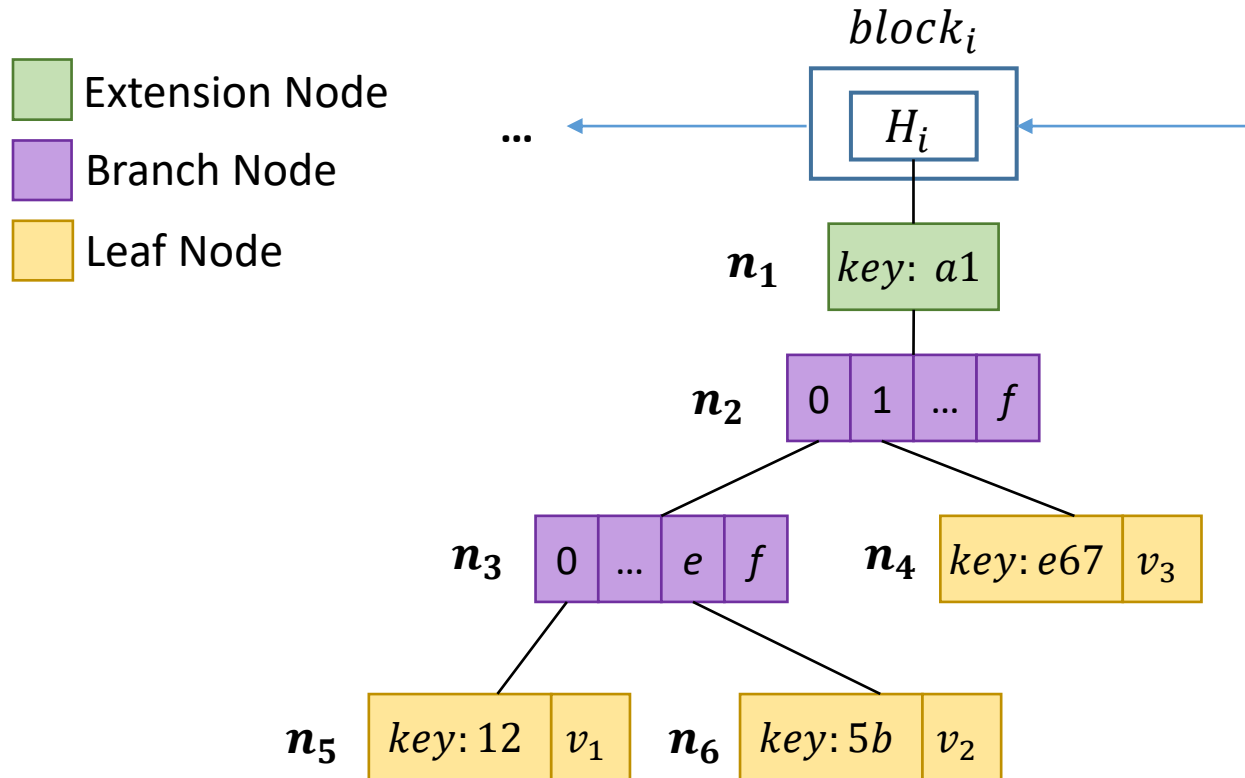 block_i
Extension Node
Branch Node
Leaf Node
...
H_i
n_1 key: a1
n_2 0 1 ... f
n_3 0 ... e f
n_4 key: e67 v_3
n_5 key: 12 v_1
n_6 key: 5b v_2